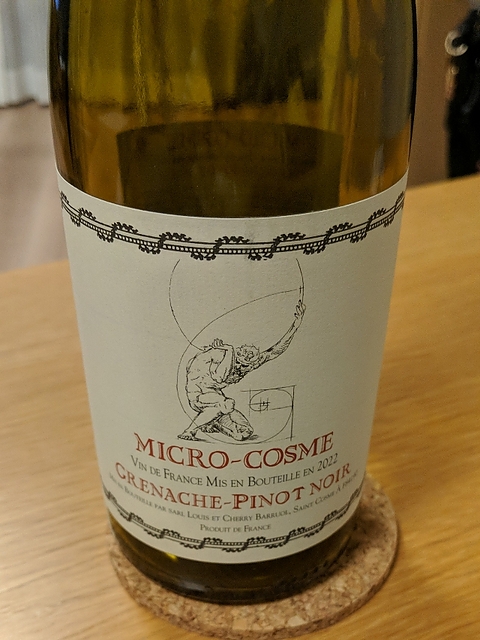 MICRO-COSME
VIN DE FRANCE MIS EN BOUTEILLE EN 2022
GRENACHE-PINOT NOIR
BOUTEILLE PAR SARL LOUIS ET CHERRY BARRUOL, SAINT COSME À
PRODUIT DE FRANCE